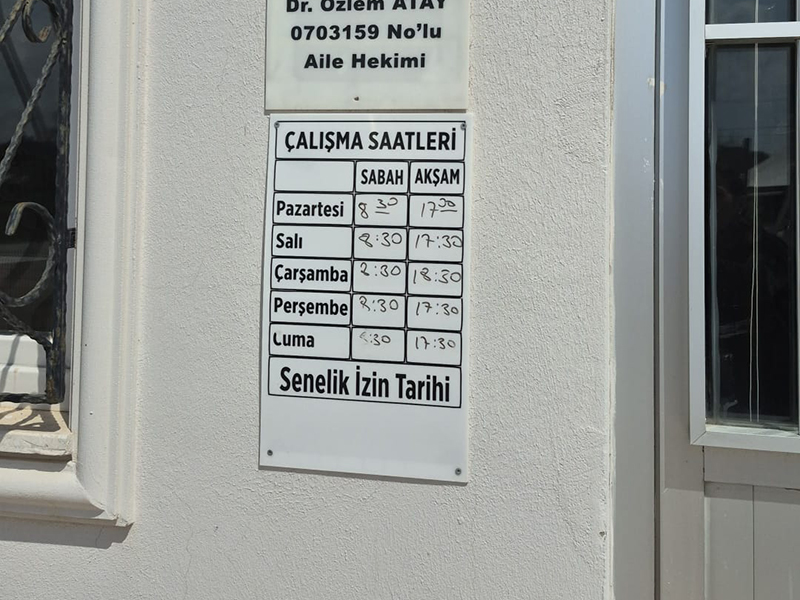 Dr. Özlem ATAY
0703159 No'lu
Aile Hekimi
ÇALIŞMA SAATLERİ
SABAH AKŞAM
Pazartesi 8 30 17 00
Salı 8:30 17:30
Çarşamba 8:30 18:30
Perşembe 8:30 17:30
Cuma 8:30 17:30
Senelik İzin Tarihi